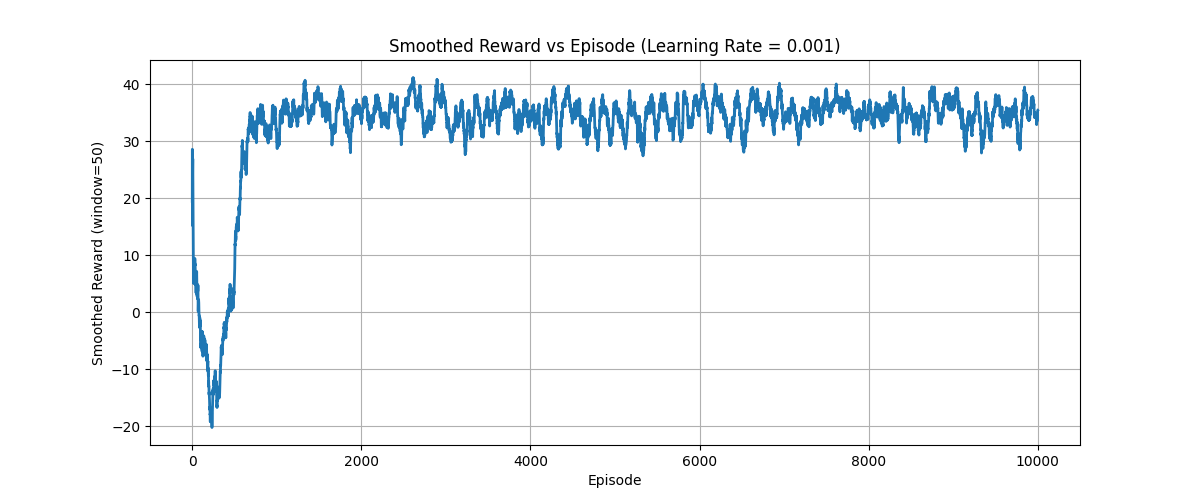 Smoothed Reward vs Episode (Learning Rate = 0.001)
Smoothed Reward (window=50)
40
30
20
10
0
−10
−20
0 2000 4000 6000 8000 10000
Episode